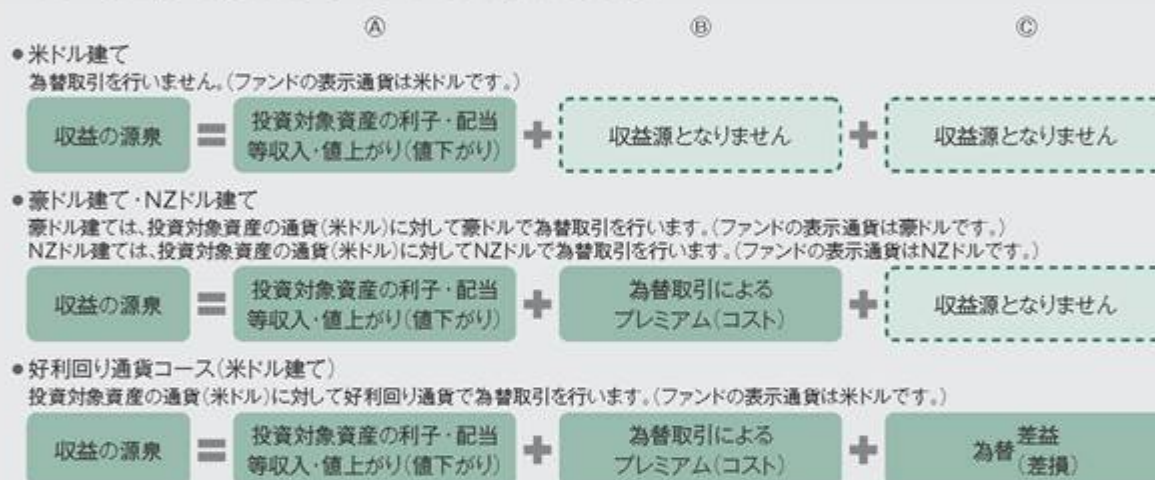 Ⓐ Ⓑ Ⓒ
●米ドル建て
為替取引を行いません。(ファンドの表示通貨は米ドルです。)
収益の源泉 = 投資対象資産の利子・配当 + 収益源となりません + 収益源となりません
等収入・値上がり(値下がり)
●豪ドル建て・NZドル建て
豪ドル建ては、投資対象資産の通貨(米ドル)に対して豪ドルで為替取引を行います。(ファンドの表示通貨は豪ドルです。)
NZドル建ては、投資対象資産の通貨(米ドル)に対してNZドルで為替取引を行います。(ファンドの表示通貨はNZドルです。)
収益の源泉 = 投資対象資産の利子・配当 + 為替取引による + 収益源となりません
等収入・値上がり(値下がり) プレミアム(コスト)
●好利回り通貨コース(米ドル建て)
投資対象資産の通貨(米ドル)に対して好利回り通貨で為替取引を行います。(ファンドの表示通貨は米ドルです。)
収益の源泉 = 投資対象資産の利子・配当 + 為替取引による + 為替差益
等収入・値上がり(値下がり) プレミアム(コスト) (差損)